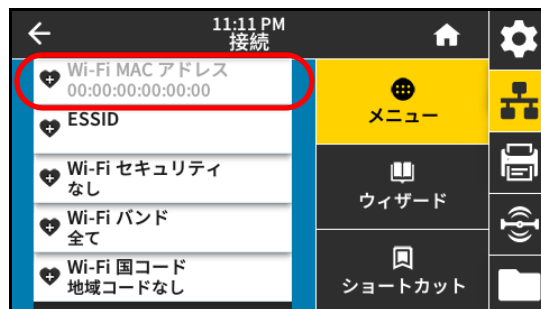 11:11 PM
接続
Wi-Fi MAC アドレス
00:00:00:00:00:00
ESSID
Wi-Fi セキュリティ
なし
Wi-Fi バンド
全て
Wi-Fi 国コード
地域コードなし
メニュー
ウィザード
ショートカット